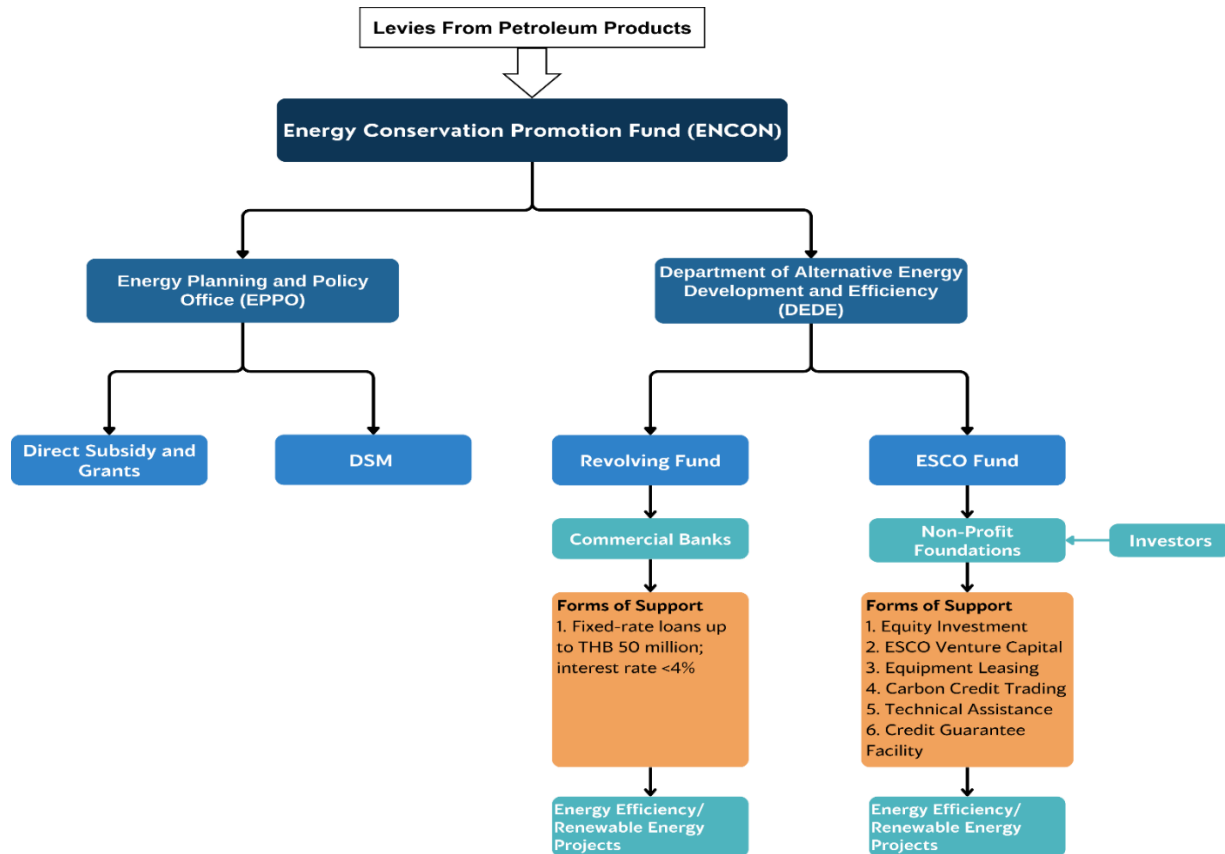 Levies From Petroleum Products
Energy Conservation Promotion Fund (ENCON)
Energy Planning and Policy
Office (EPPO)
Department of Alternative Energy
Development and Efficiency
(DEDE)
Direct Subsidy and
Grants
DSM
Revolving Fund
ESCO Fund
Commercial Banks
Non-Profit
Foundations
Investors
Forms of Support
1. Fixed-rate loans up
to THB 50 million;
interest rate <4%
Forms of Support
1. Equity Investment
2. ESCO Venture Capital
3. Equipment Leasing
4. Carbon Credit Trading
5. Technical Assistance
6. Credit Guarantee
Facility
Energy Efficiency/
Renewable Energy
Projects
Energy Efficiency/
Renewable Energy
Projects